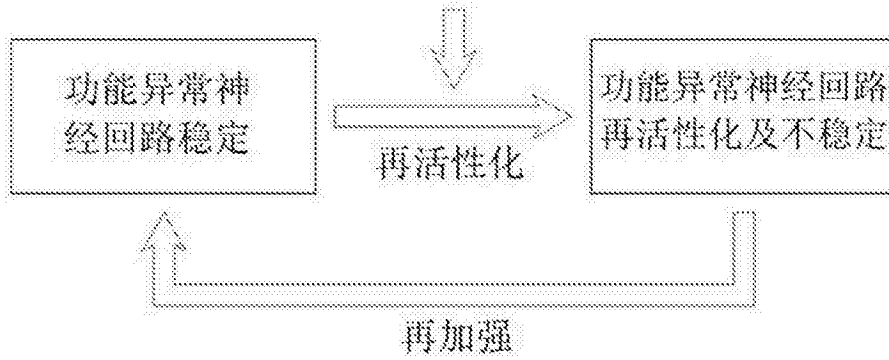 功能异常神
经回路稳定
再活性化
功能异常神经回路
再活性化及不稳定
再加强